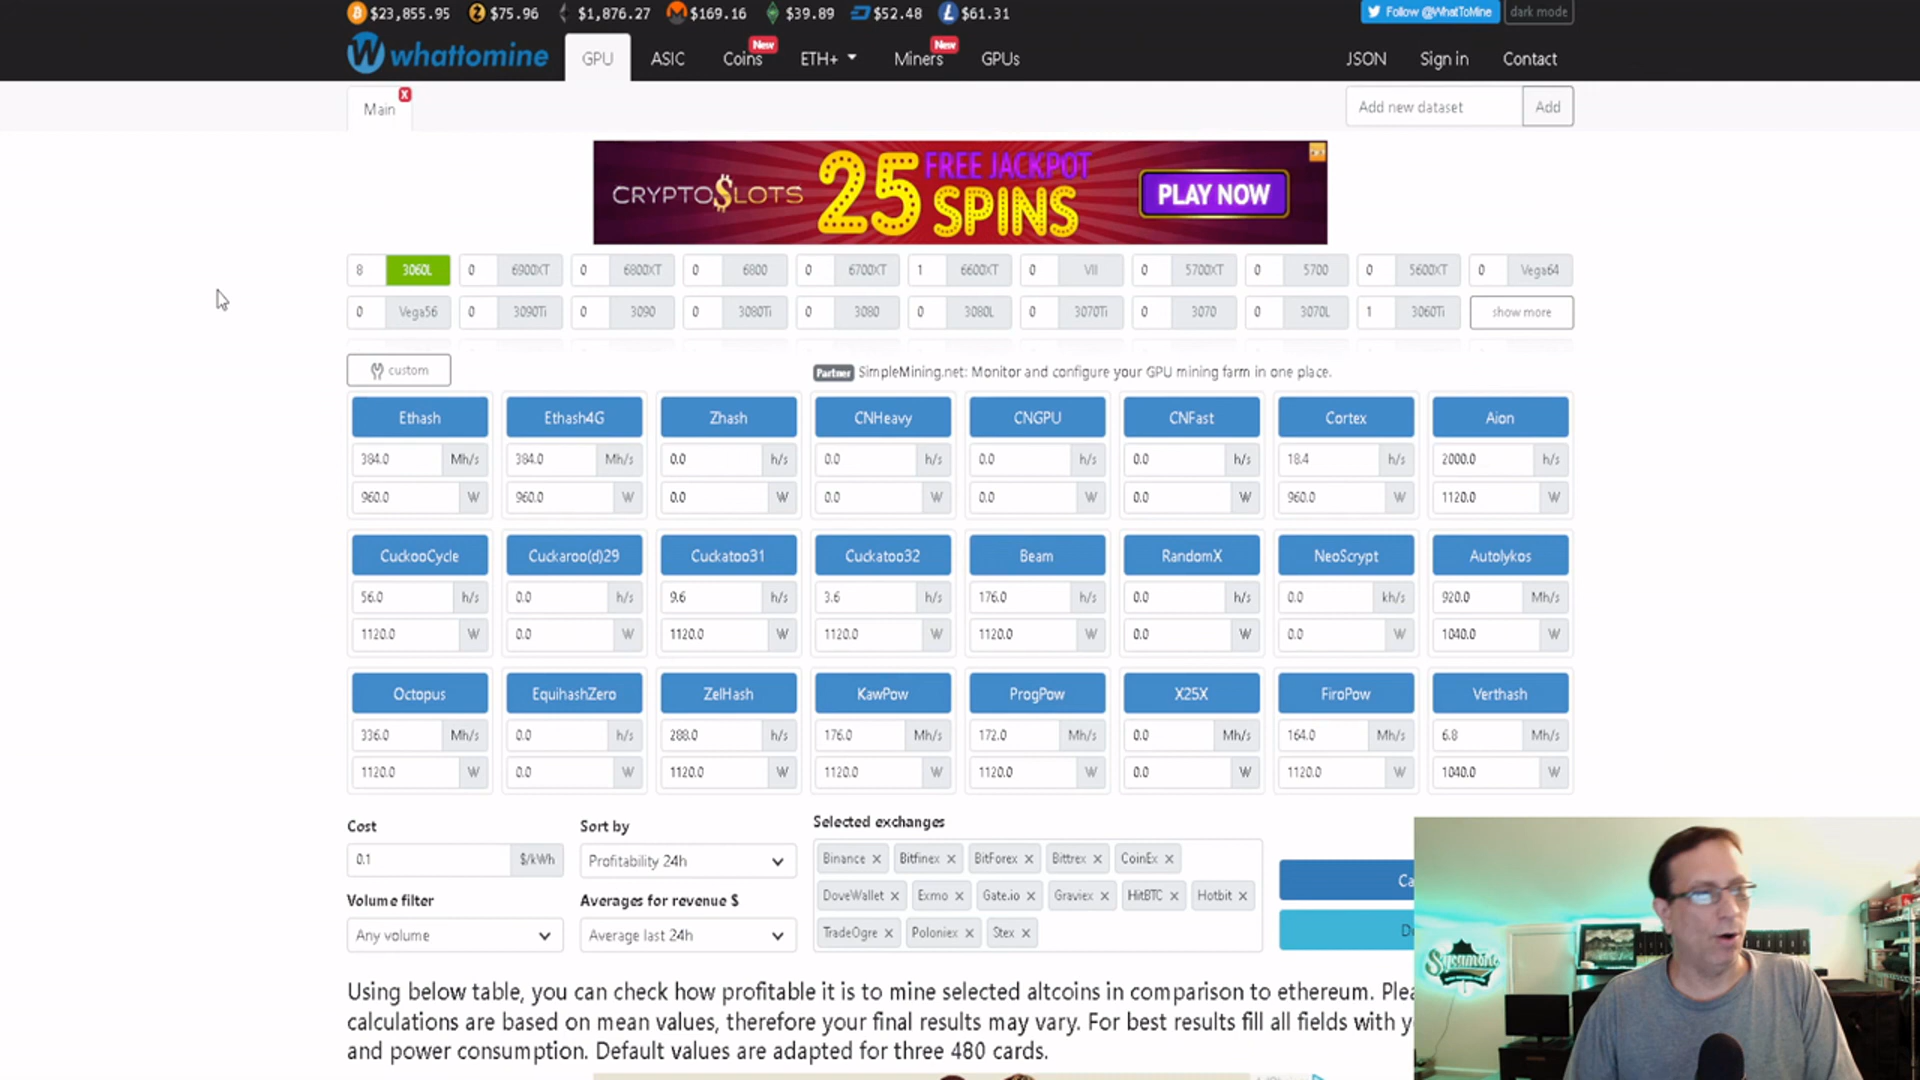 $23,855.95 $75.96 $1,876.27 $169.16 $39.89 $52.48 $61.31 Follow @WhatToMine dark mode
whattomine GPU ASIC Coins New ETH+ Miners New GPUs JSON Sign in Contact
Main x Add new dataset Add
CRYPTO$LOTS 25 FREE JACKPOT SPINS PLAY NOW
8 3060L 0 6900XT 0 6800XT 0 6800 0 6700XT 1 6600XT 0 VII 0 5700XT 0 5700 0 5600XT 0 Vega64
0 Vega56 0 3090Ti 0 3090 0 3080Ti 0 3080 0 3080L 0 3070Ti 0 3070 0 3070L 1 3060Ti show more
custom Partner SimpleMining.net: Monitor and configure your GPU mining farm in one place.
Ethash Ethash4G Zhash CNHeavy CNGPU CNFast Cortex Aion
384.0 Mh/s 384.0 Mh/s 0.0 h/s 0.0 h/s 0.0 h/s 0.0 h/s 18.4 h/s 2000.0 h/s
960.0 W 960.0 W 0.0 W 0.0 W 0.0 W 0.0 W 960.0 W 1120.0 W
CuckooCycle Cuckaroo(d)29 Cuckatoo31 Cuckatoo32 Beam RandomX NeoScrypt Autolykos
56.0 h/s 0.0 h/s 9.6 h/s 3.6 h/s 176.0 h/s 0.0 h/s 0.0 kh/s 920.0 Mh/s
1120.0 W 0.0 W 1120.0 W 1120.0 W 1120.0 W 0.0 W 0.0 W 1040.0 W
Octopus EquihashZero ZelHash KawPow ProgPow X25X FiroPow Verthash
336.0 Mh/s 0.0 h/s 288.0 h/s 176.0 Mh/s 172.0 Mh/s 0.0 Mh/s 164.0 Mh/s 6.8 Mh/s
1120.0 W 0.0 W 1120.0 W 1120.0 W 1120.0 W 0.0 W 1120.0 W 1040.0 W
Cost Sort by Selected exchanges
0.1 $/kWh Profitability 24h Binance × Bitfinex × BitForex × Bittrex × CoinEx × Ca
Volume filter Averages for revenue $ DoveWallet × Exmo × Gate.io × Graviex × HitBTC × Hotbit ×
Any volume Average last 24h TradeOgre × Poloniex × Stex × D
Using below table, you can check how profitable it is to mine selected altcoins in comparison to ethereum. Plea
calculations are based on mean values, therefore your final results may vary. For best results fill all fields with y
and power consumption. Default values are adapted for three 480 cards.
Sycamore